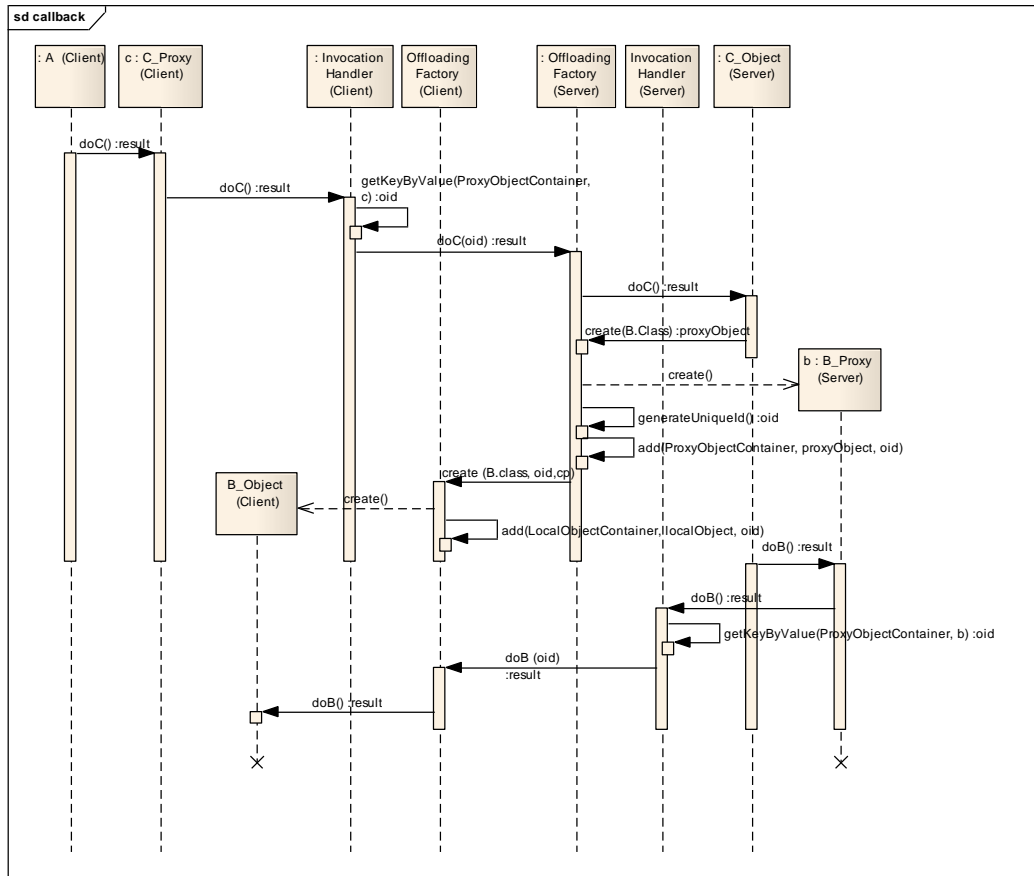 sd callback
: A (Client)
c : C_Proxy
(Client)
: Invocation
Handler
(Client)
Offloading
Factory
(Client)
: Offloading
Factory
(Server)
Invocation
Handler
(Server)
: C_Object
(Server)
doC() :result
doC() :result
getKeyByValue(ProxyObjectContainer,
c) :oid
doC(oid) :result
doC() :result
create(B.Class) :proxyObject
b : B_Proxy
(Server)
create()
generateUniqueId() :oid
add(ProxyObjectContainer, proxyObject, oid)
create (B.class, oid,cp)
B_Object
(Client)
create()
add(LocalObjectContainer, localObject, oid)
doB() :result
doB() :result
getKeyByValue(ProxyObjectContainer, b) :oid
doB (oid)
:result
doB() :result